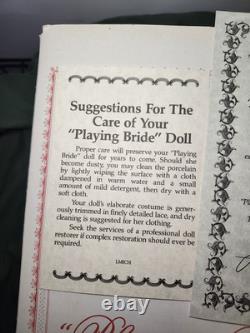 Suggestions For The
Care of Your
"Playing Bride" Doll
Proper care will preserve your "Playing
Bride" doll for years to come. Should she
become dusty, you may clean the porcelain
by lightly wiping the surface with a cloth
dampened in warm water and a small
amount of mild detergent, then dry with a
soft cloth.
Your doll's elaborate costume is gener-
ously trimmed in finely detailed lace, and dry
cleaning is suggested for her clothing.
Seek the services of a professional doll
restorer if complex restoration should ever be
required.